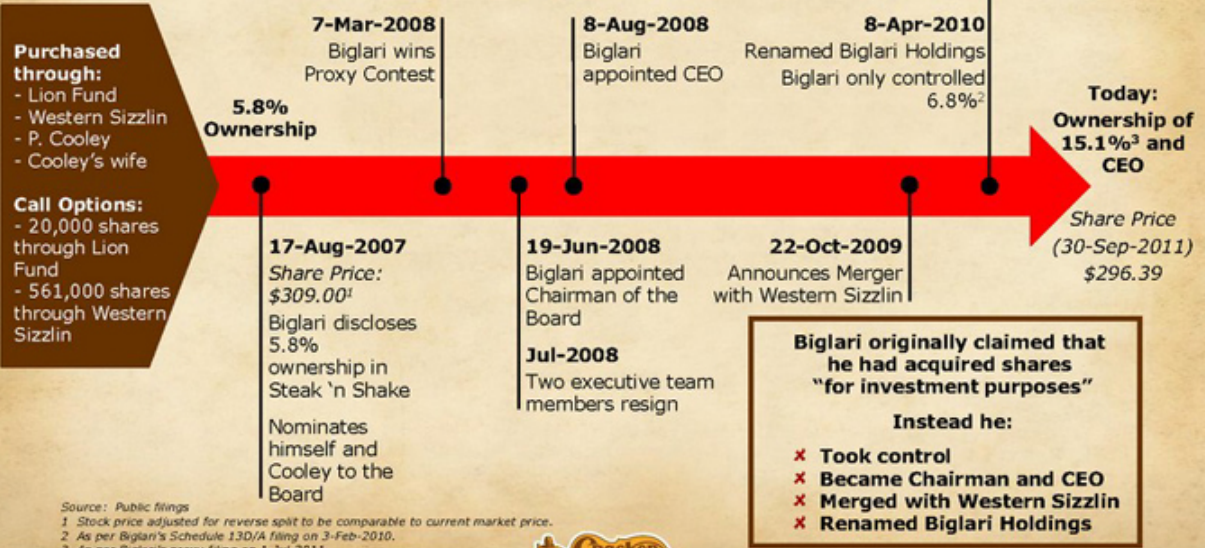 Purchased
through:
- Lion Fund
- Western Sizzlin
- P. Cooley
- Cooley's wife
Call Options:
- 20,000 shares
through Lion
Fund
- 561,000 shares
through Western
Sizzlin
5.8%
Ownership
7-Mar-2008
Biglari wins
Proxy Contest
8-Aug-2008
Biglari
appointed CEO
8-Apr-2010
Renamed Biglari Holdings
Biglari only controlled
6.8%2
Today:
Ownership of
15.1%3 and
CEO
Share Price
(30-Sep-2011)
$296.39
17-Aug-2007
Share Price:
$309.001
Biglari discloses
5.8%
ownership in
Steak 'n Shake
Nominates
himself and
Cooley to the
Board
19-Jun-2008
Biglari appointed
Chairman of the
Board
Jul-2008
Two executive team
members resign
22-Oct-2009
Announces Merger
with Western Sizzlin
Biglari originally claimed that
he had acquired shares
"for investment purposes"
Instead he:
✘ Took control
✘ Became Chairman and CEO
✘ Merged with Western Sizzlin
✘ Renamed Biglari Holdings
Source: Public filings
1 Stock price adjusted for reverse split to be comparable to current market price.
2 As per Biglari's Schedule 13D/A filing on 3-Feb-2010.